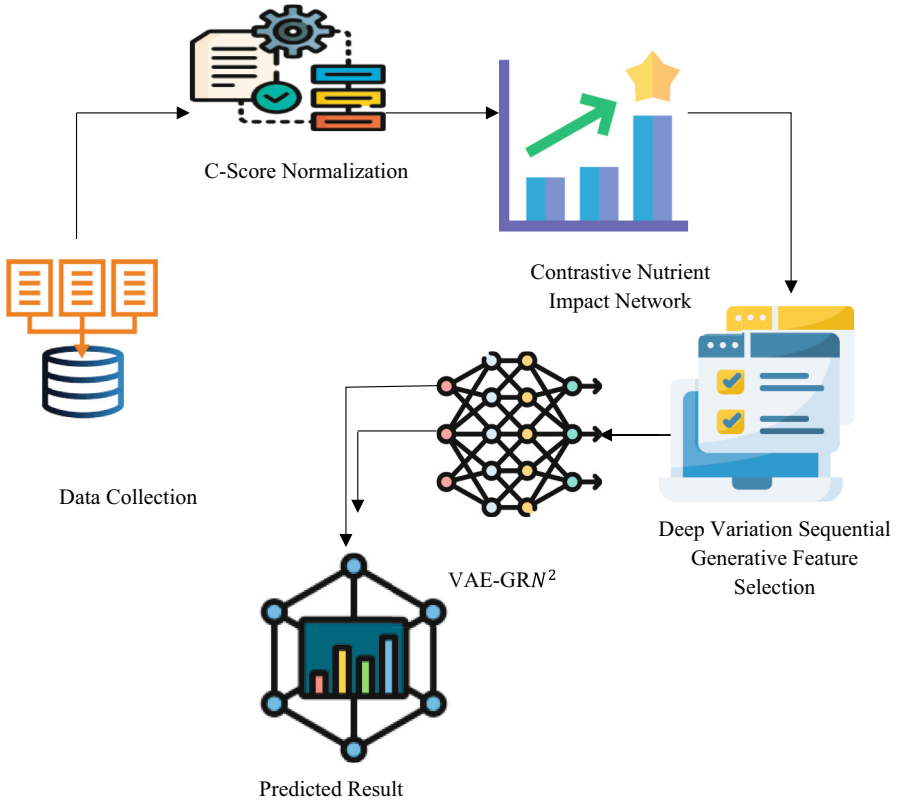 C-Score Normalization
Contrastive Nutrient
Impact Network
Data Collection
Deep Variation Sequential
Generative Feature
Selection
VAE-GRN²
Predicted Result